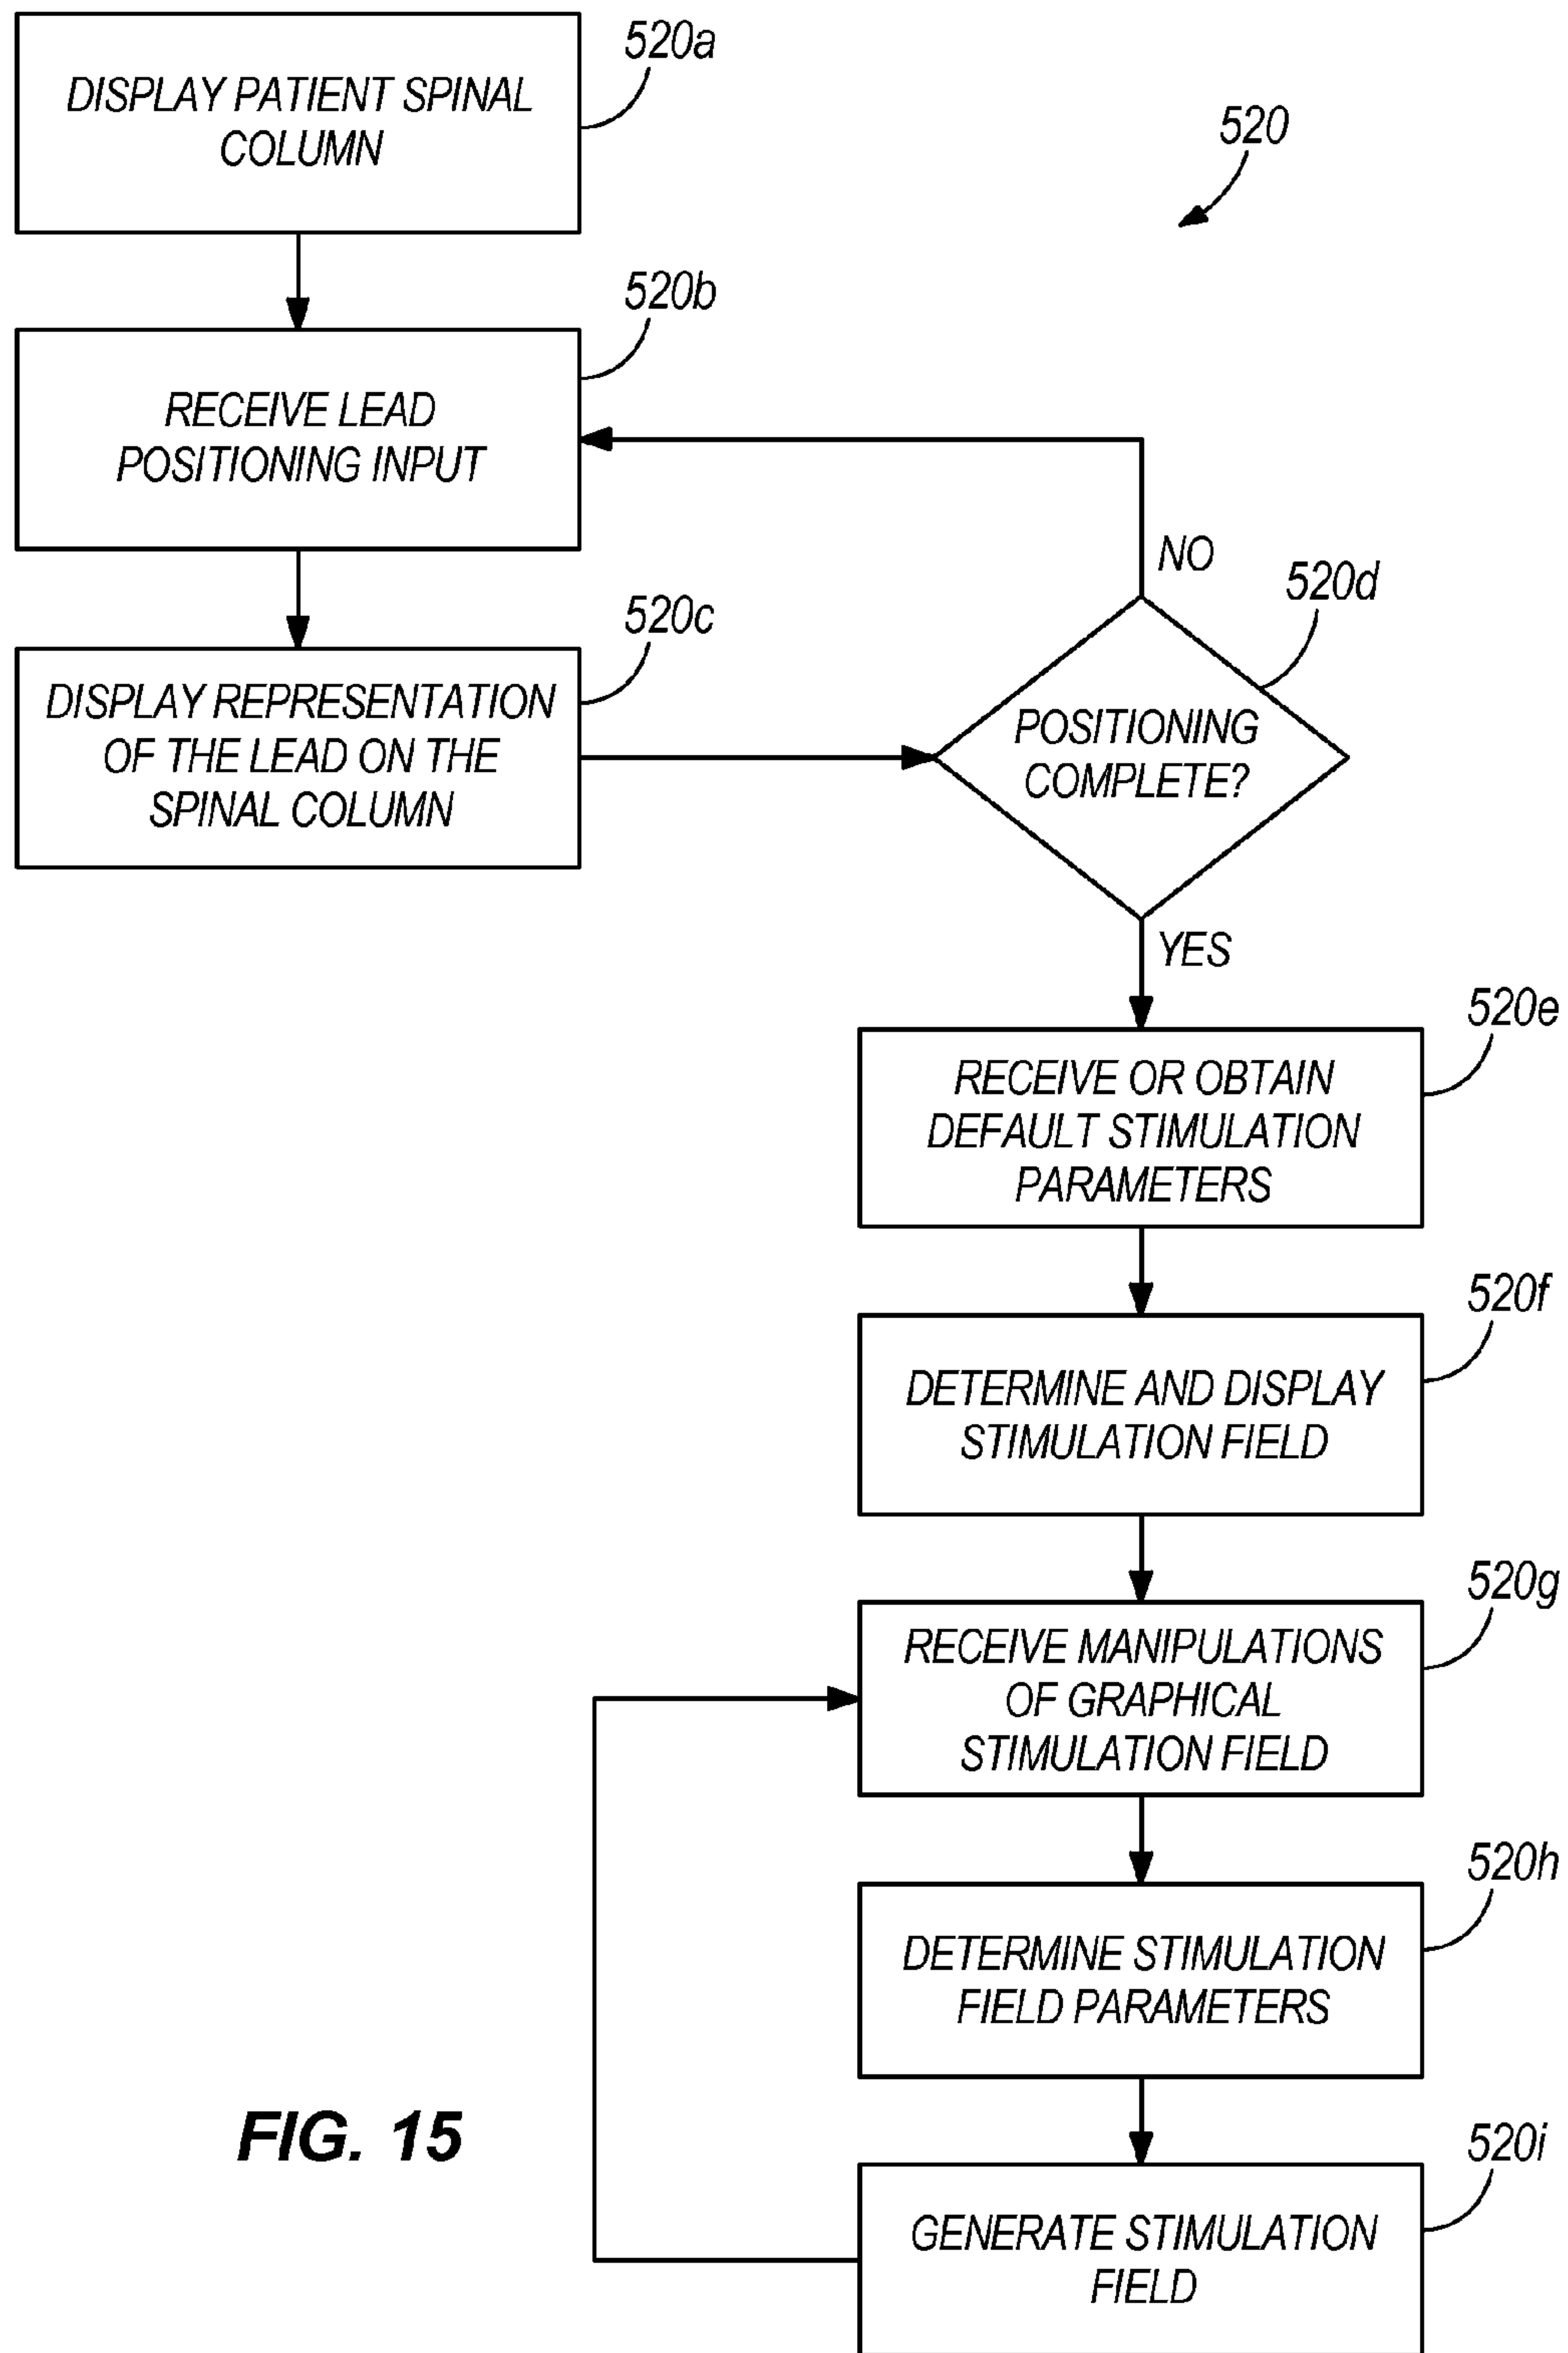 520a
DISPLAY PATIENT SPINAL
COLUMN
520
520b
RECEIVE LEAD
POSITIONING INPUT
NO
520d
520c
DISPLAY REPRESENTATION
OF THE LEAD ON THE
SPINAL COLUMN
POSITIONING
COMPLETE?
YES
520e
RECEIVE OR OBTAIN
DEFAULT STIMULATION
PARAMETERS
520f
DETERMINE AND DISPLAY
STIMULATION FIELD
520g
RECEIVE MANIPULATIONS
OF GRAPHICAL
STIMULATION FIELD
520h
DETERMINE STIMULATION
FIELD PARAMETERS
520i
GENERATE STIMULATION
FIELD
FIG. 15